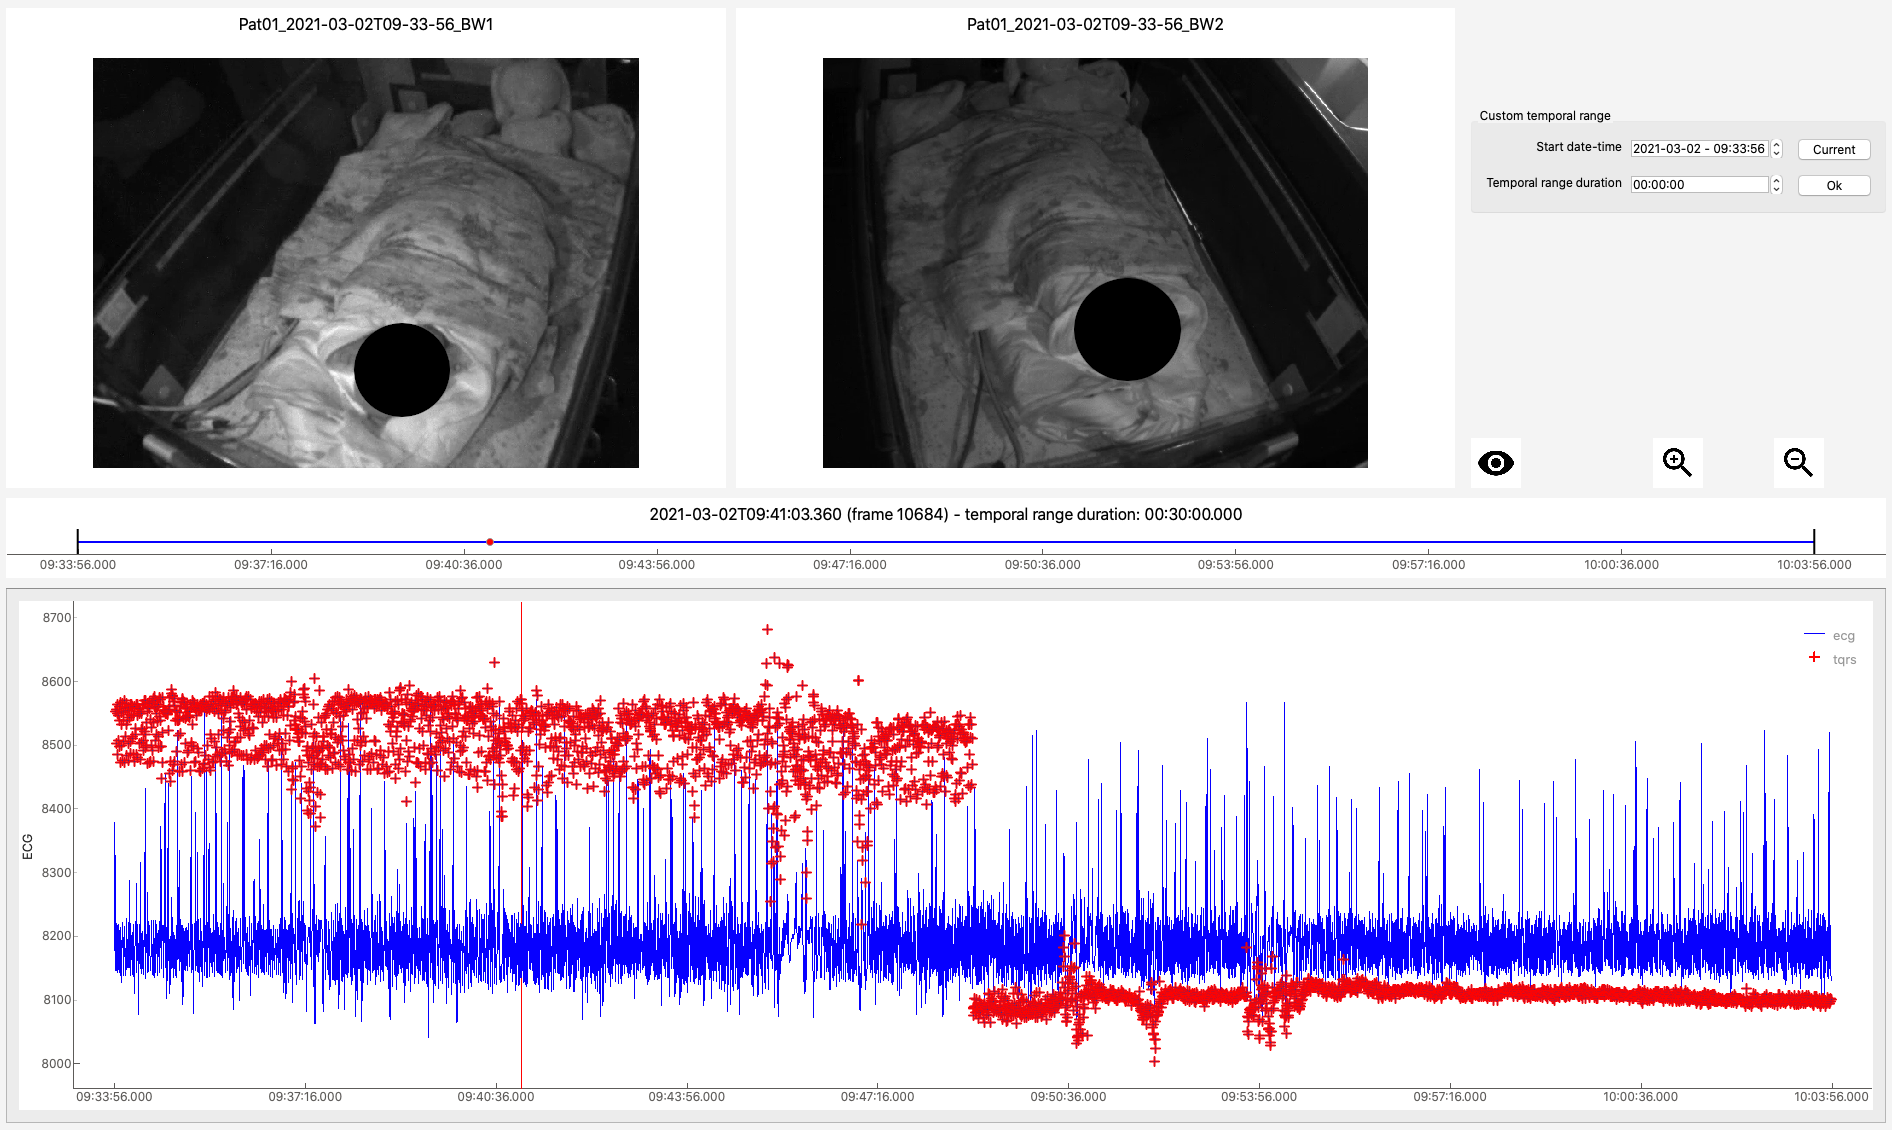 Pat01_2021-03-02T09-33-56_BW1
Pat01_2021-03-02T09-33-56_BW2
Custom temporal range
Start date-time 2021-03-02 - 09:33:56 Current
Temporal range duration 00:00:00 Ok
2021-03-02T09:41:03.360 (frame 10684) - temporal range duration: 00:30:00.000
09:33:56.000 09:37:16.000 09:40:36.000 09:43:56.000 09:47:16.000 09:50:36.000 09:53:56.000 09:57:16.000 10:00:36.000 10:03:56.000
8700
8600
8500
8400
8300
8200
8100
8000
ECG
ecg
tqrs
09:33:56.000 09:37:16.000 09:40:36.000 09:43:56.000 09:47:16.000 09:50:36.000 09:53:56.000 09:57:16.000 10:00:36.000 10:03:56.000